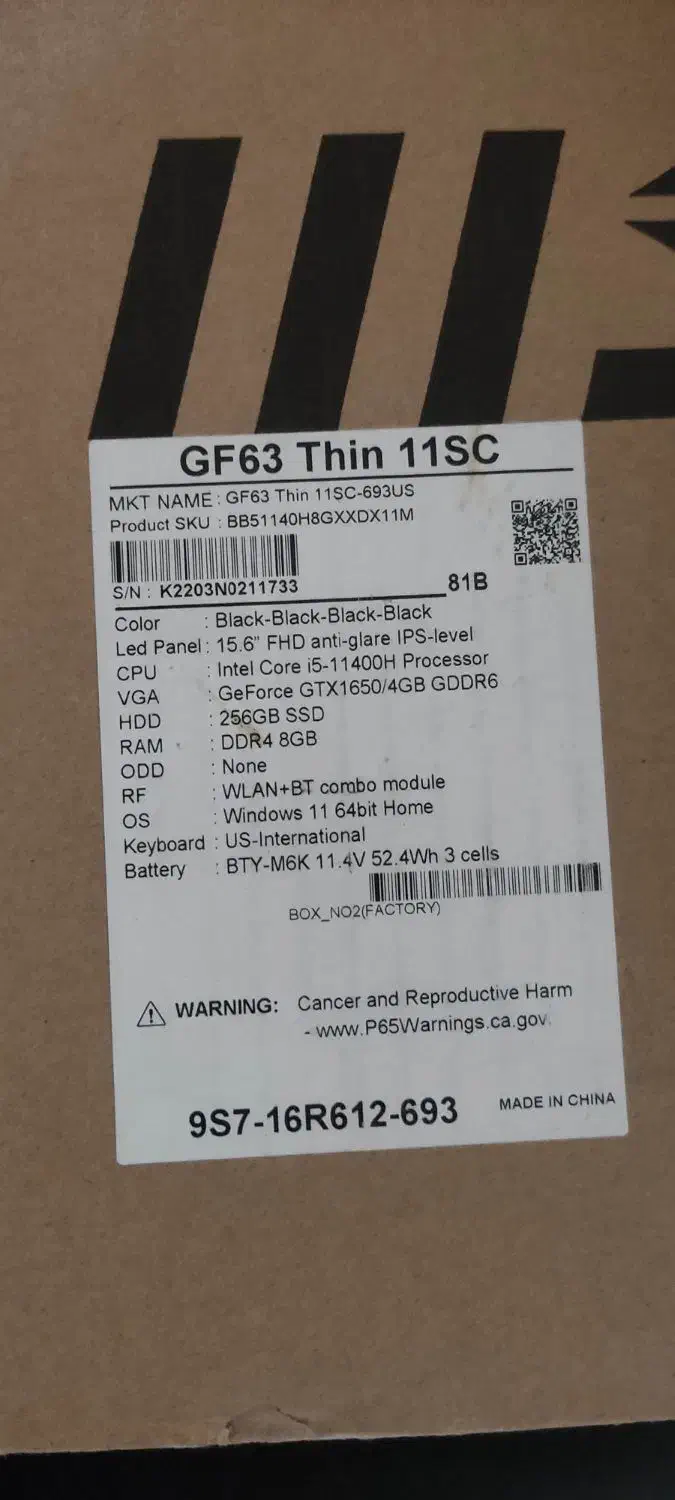 GF63 Thin 11SC
MKT NAME : GF63 Thin 11SC-693US
Product SKU : BB51140H8GXXDX11M
S/N : K2203N0211733
81B
Color : Black-Black-Black-Black
Led Panel : 15.6" FHD anti-glare IPS-level
CPU : Intel Core i5-11400H Processor
VGA : GeForce GTX1650/4GB GDDR6
HDD : 256GB SSD
RAM : DDR4 8GB
ODD : None
RF : WLAN+BT combo module
OS : Windows 11 64bit Home
Keyboard : US-International
Battery : BTY-M6K 11.4V 52.4Wh 3 cells
BOX_NO2(FACTORY)
WARNING: Cancer and Reproductive Harm
- www.P65Warnings.ca.gov.
9S7-16R612-693
MADE IN CHINA